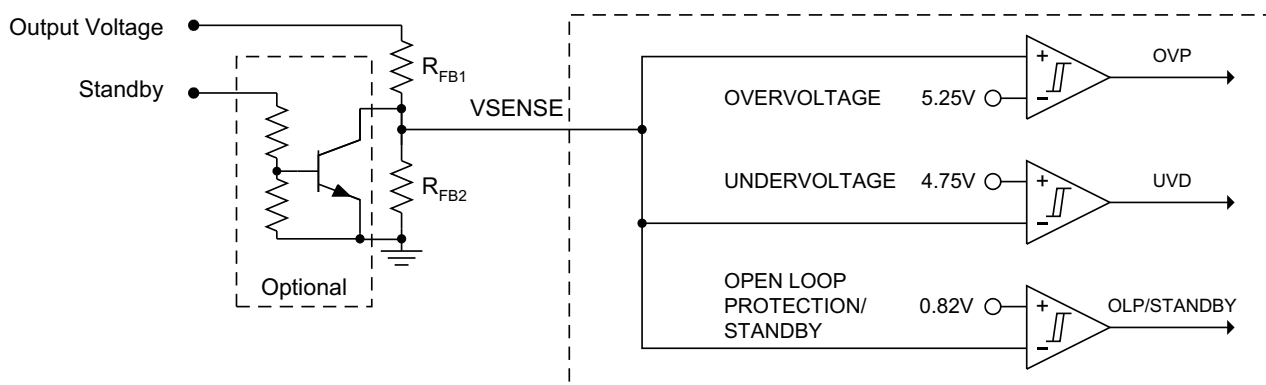 Output Voltage
Standby
Optional
R_FB1
R_FB2
VSENSE
OVERVOLTAGE 5.25V + − OVP
UNDERVOLTAGE 4.75V + − UVD
OPEN LOOP
PROTECTION/
STANDBY
0.82V + − OLP/STANDBY